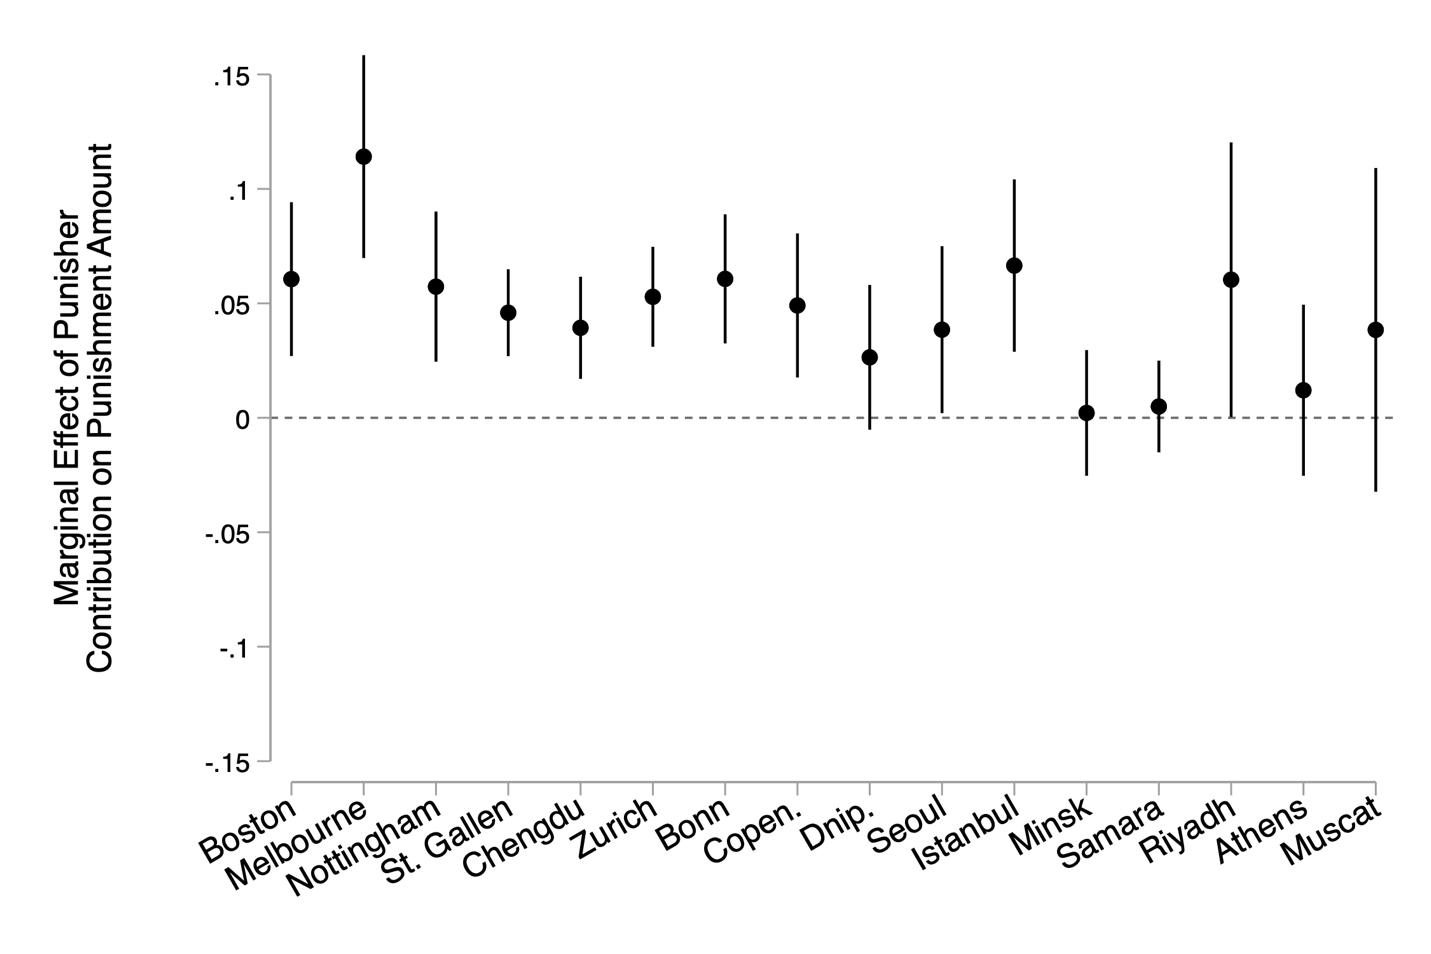 Marginal Effect of Punisher
Contribution on Punishment Amount
.15
.1
.05
0
-.05
-.1
-.15
Boston
Melbourne
Nottingham
St. Gallen
Chengdu
Zurich
Bonn
Copen.
Dnip.
Seoul
Istanbul
Minsk
Samara
Riyadh
Athens
Muscat